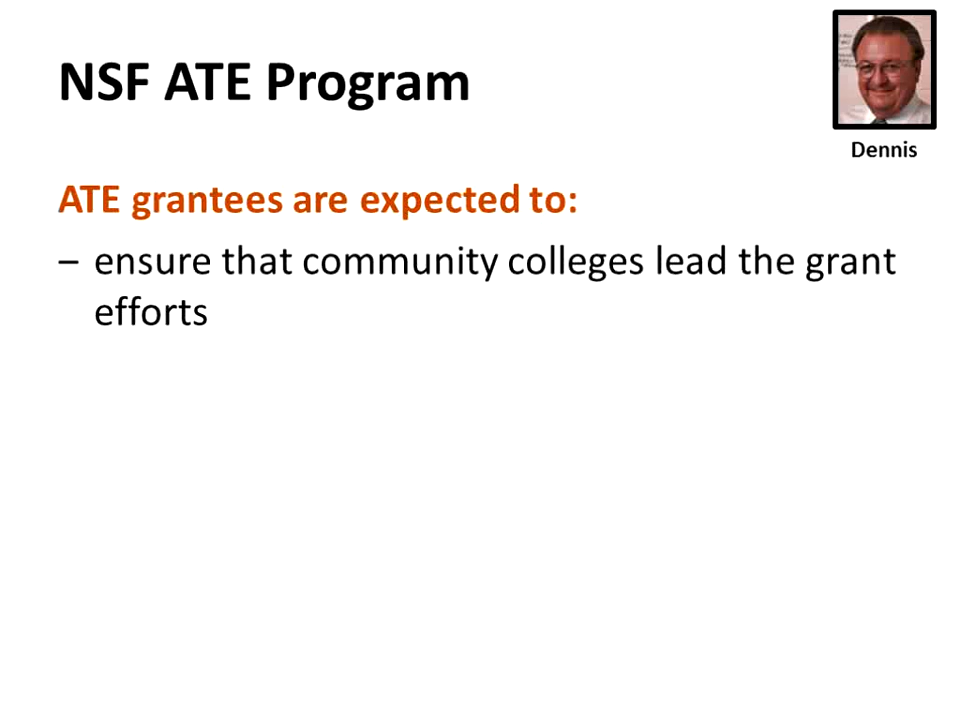 NSF ATE Program
Dennis
ATE grantees are expected to:
– ensure that community colleges lead the grant
efforts